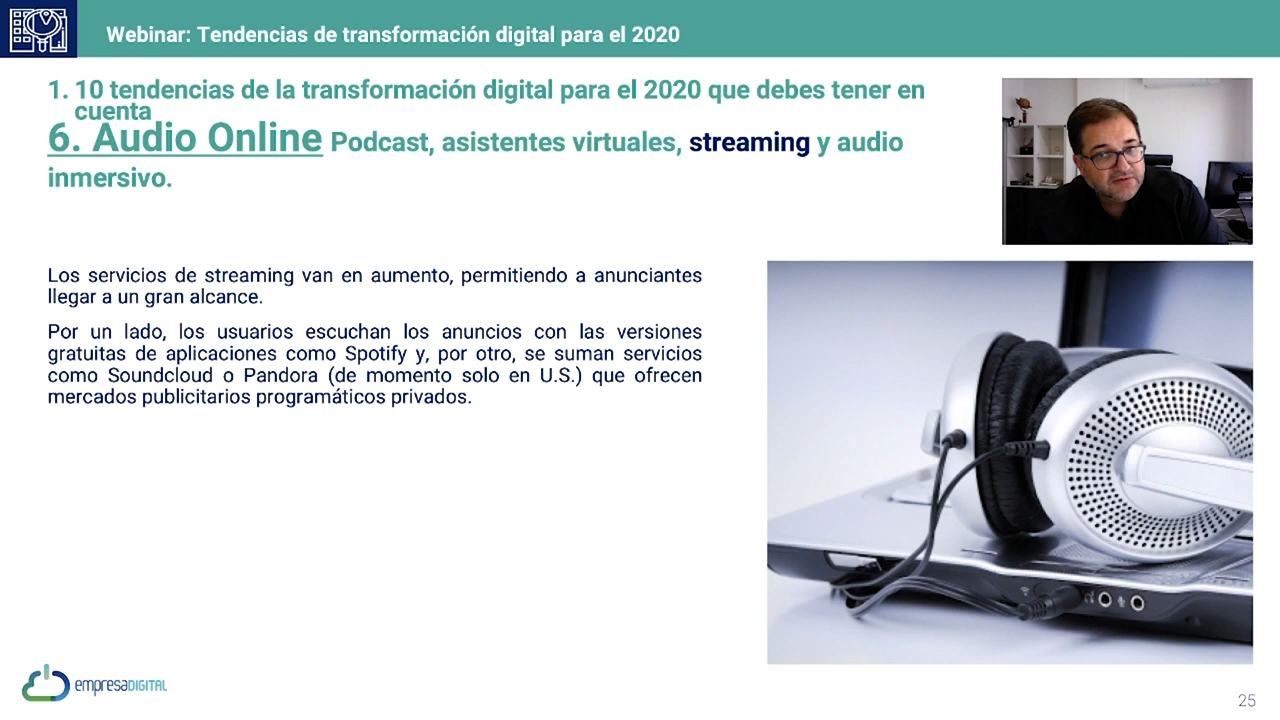 Webinar: Tendencias de transformación digital para el 2020
1. 10 tendencias de la transformación digital para el 2020 que debes tener en
cuenta
6. Audio Online Podcast, asistentes virtuales, streaming y audio
inmersivo.
Los servicios de streaming van en aumento, permitiendo a anunciantes
llegar a un gran alcance.
Por un lado, los usuarios escuchan los anuncios con las versiones
gratuitas de aplicaciones como Spotify y, por otro, se suman servicios
como Soundcloud o Pandora (de momento solo en U.S.) que ofrecen
mercados publicitarios programáticos privados.
empresaDIGITAL
25